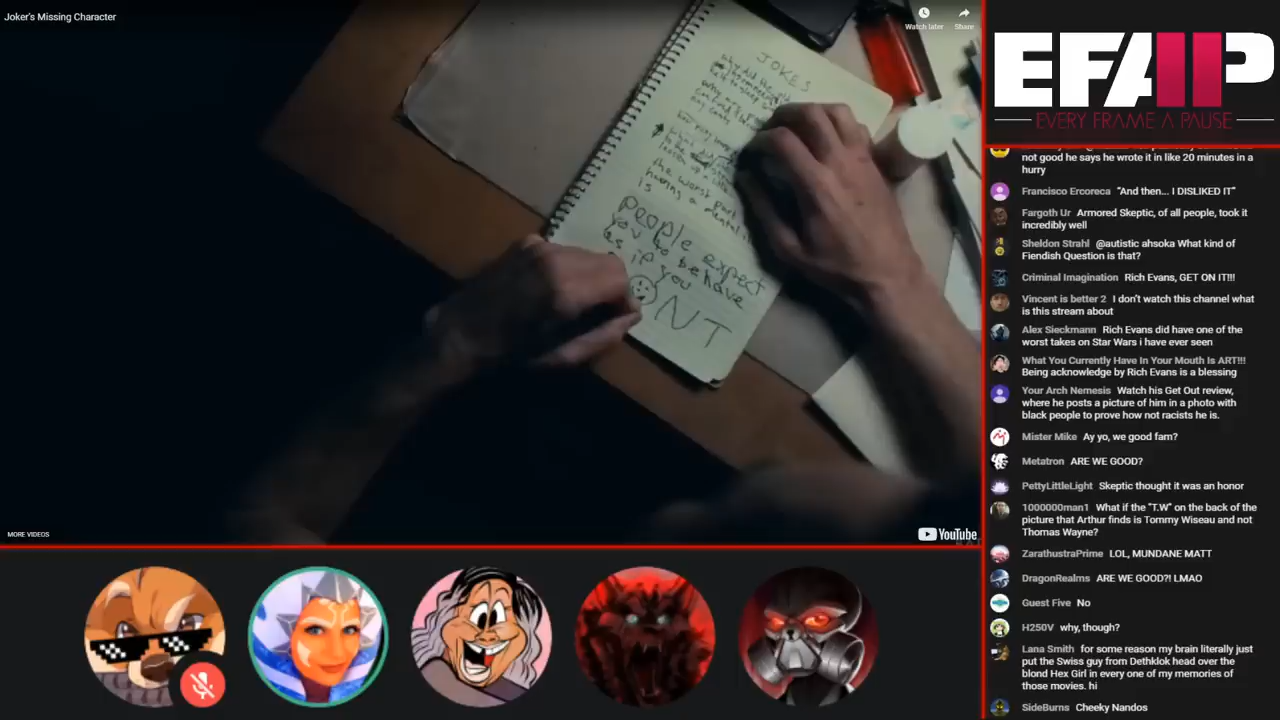 Joker's Missing Character
Watch later
Share
JOKES
the worst part
having a mental
is
people expect
you to behave
as if you
NT
MORE VIDEOS
YouTube
EFAP
EVERY FRAME A PAUSE
not good he says he wrote it in like 20 minutes in a
hurry
Francisco Ercoreca "And then... I DISLIKED IT"
Fargoth Ur Armored Skeptic, of all people, took it
incredibly well
Sheldon Strahl @autistic ahsoka What kind of
Fiendish Question is that?
Criminal Imagination Rich Evans, GET ON IT!!!
Vincent is better 2 I don't watch this channel what
is this stream about
Alex Sieckmann Rich Evans did have one of the
worst takes on Star Wars i have ever seen
What You Currently Have In Your Mouth Is ART!!!
Being acknowledge by Rich Evans is a blessing
Your Arch Nemesis Watch his Get Out review,
where he posts a picture of him in a photo with
black people to prove how not racists he is.
Mister Mike Ay yo, we good fam?
Metatron ARE WE GOOD?
PettyLittleLight Skeptic thought it was an honor
1000000man1 What if the "T.W" on the back of the
picture that Arthur finds is Tommy Wiseau and not
Thomas Wayne?
ZarathustraPrime LOL, MUNDANE MATT
DragonRealms ARE WE GOOD?! LMAO
Guest Five No
H250V why, though?
Lana Smith for some reason my brain literally just
put the Swiss guy from Dethklok head over the
blond Hex Girl in every one of my memories of
those movies. hi
SideBurns Cheeky Nandos